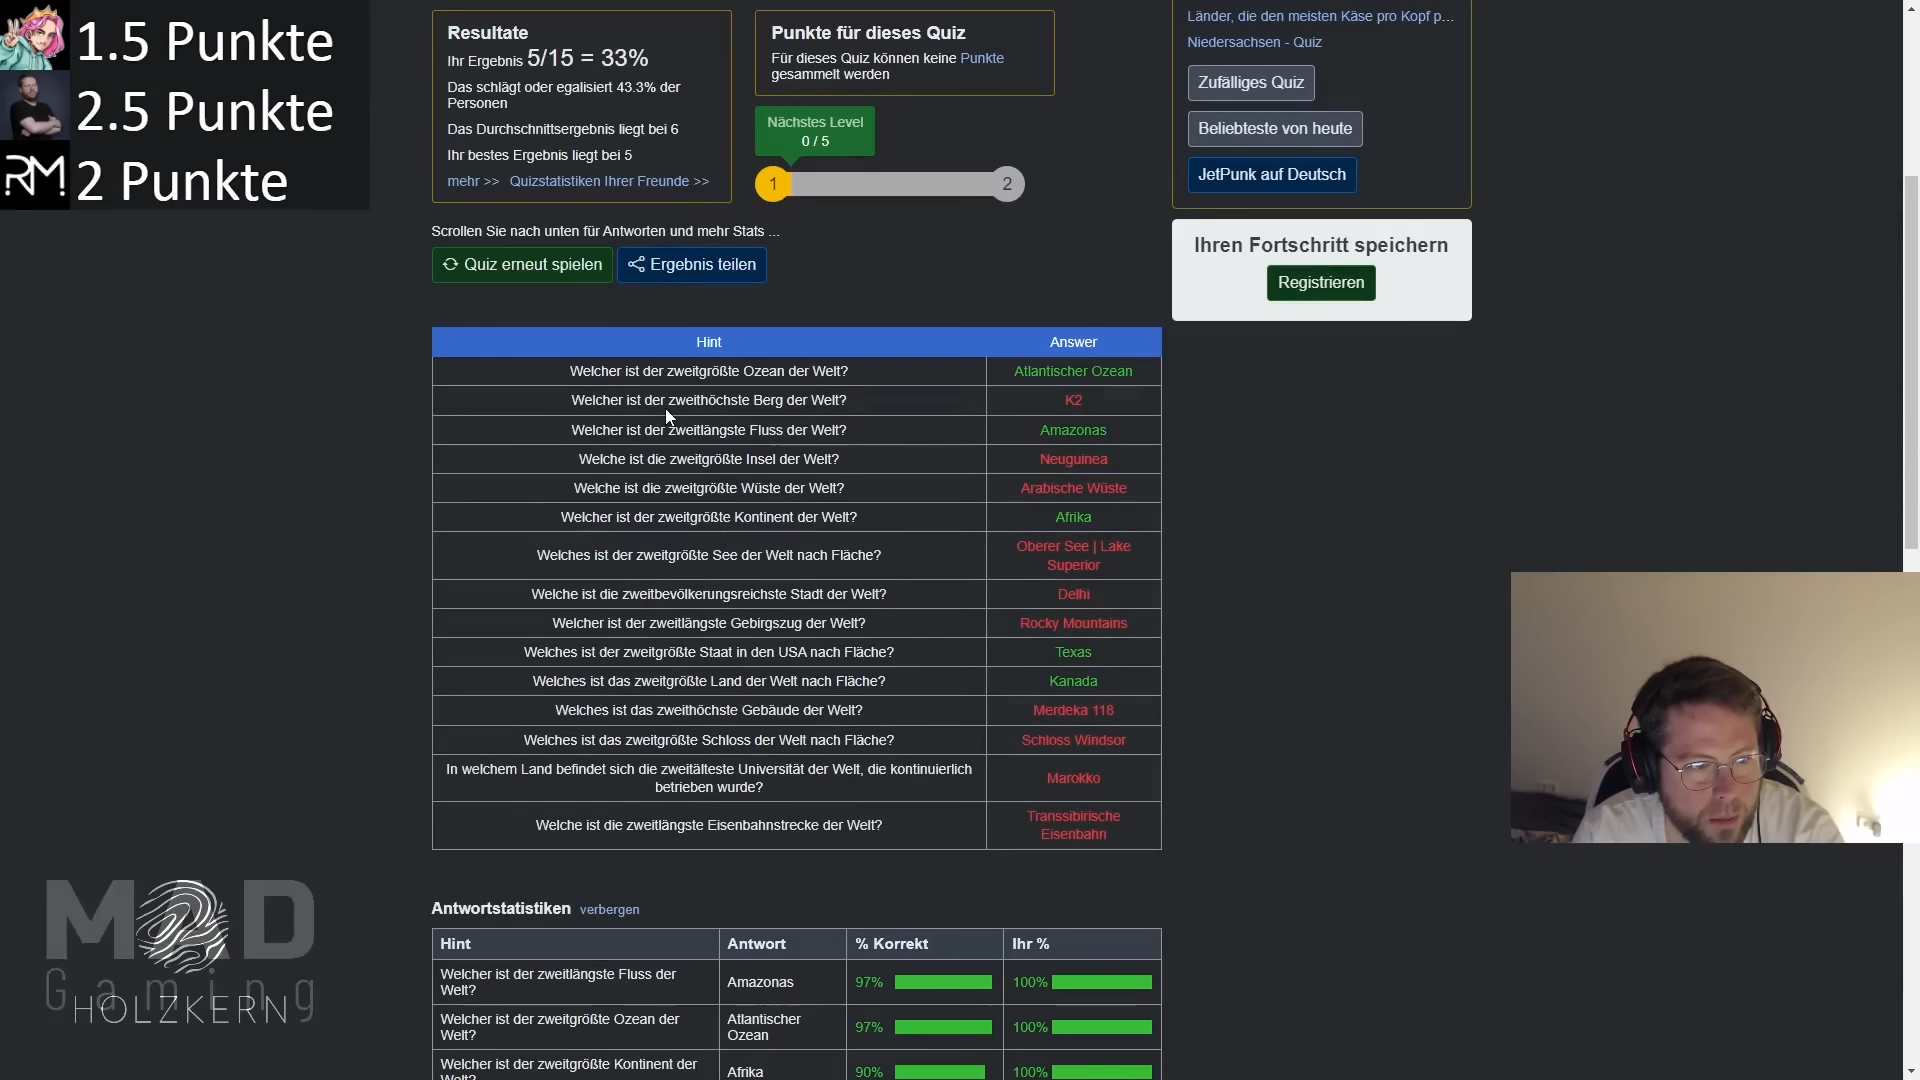 1.5 Punkte
2.5 Punkte
RM 2 Punkte
Resultate
Ihr Ergebnis 5/15 = 33%
Das schlägt oder egalisiert 43.3% der
Personen
Das Durchschnittsergebnis liegt bei 6
Ihr bestes Ergebnis liegt bei 5
mehr >> Quizstatistiken Ihrer Freunde >>
Punkte für dieses Quiz
Für dieses Quiz können keine Punkte
gesammelt werden
Nächstes Level
0 / 5
1 2
Länder, die den meisten Käse pro Kopf p...
Niedersachsen - Quiz
Zufälliges Quiz
Beliebteste von heute
JetPunk auf Deutsch
Ihren Fortschritt speichern
Registrieren
Scrollen Sie nach unten für Antworten und mehr Stats ...
Quiz erneut spielen Ergebnis teilen
Hint Answer
Welcher ist der zweitgrößte Ozean der Welt? Atlantischer Ozean
Welcher ist der zweithöchste Berg der Welt? K2
Welcher ist der zweitlängste Fluss der Welt? Amazonas
Welche ist die zweitgrößte Insel der Welt? Neuguinea
Welche ist die zweitgrößte Wüste der Welt? Arabische Wüste
Welcher ist der zweitgrößte Kontinent der Welt? Afrika
Welches ist der zweitgrößte See der Welt nach Fläche? Oberer See | Lake
Superior
Welche ist die zweitbevölkerungsreichste Stadt der Welt? Delhi
Welcher ist der zweitlängste Gebirgszug der Welt? Rocky Mountains
Welches ist der zweitgrößte Staat in den USA nach Fläche? Texas
Welches ist das zweitgrößte Land der Welt nach Fläche? Kanada
Welches ist das zweithöchste Gebäude der Welt? Merdeka 118
Welches ist das zweitgrößte Schloss der Welt nach Fläche? Schloss Windsor
In welchem Land befindet sich die zweitälteste Universität der Welt, die kontinuierlich
betrieben wurde? Marokko
Welche ist die zweitlängste Eisenbahnstrecke der Welt? Transsibirische
Eisenbahn
Antwortstatistiken verbergen
Hint Antwort % Korrekt Ihr %
Welcher ist der zweitlängste Fluss der
Welt? Amazonas 97% 100%
Welcher ist der zweitgrößte Ozean der
Welt? Atlantischer
Ozean 97% 100%
Welcher ist der zweitgrößte Kontinent der
Welt? Afrika 90% 100%
MAD
Gaming
HOLZKERN